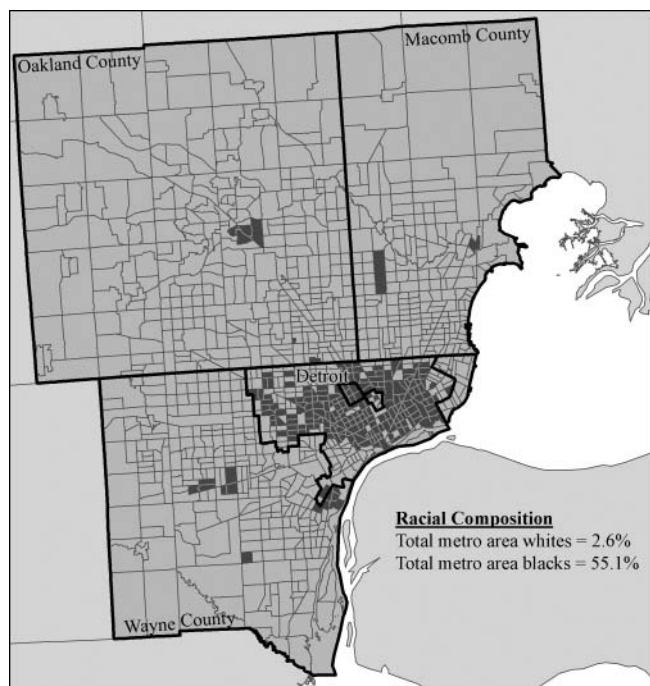 Oakland County
Macomb County
Detroit
Racial Composition
Total metro area whites = 2.6%
Total metro area blacks = 55.1%
Wayne County